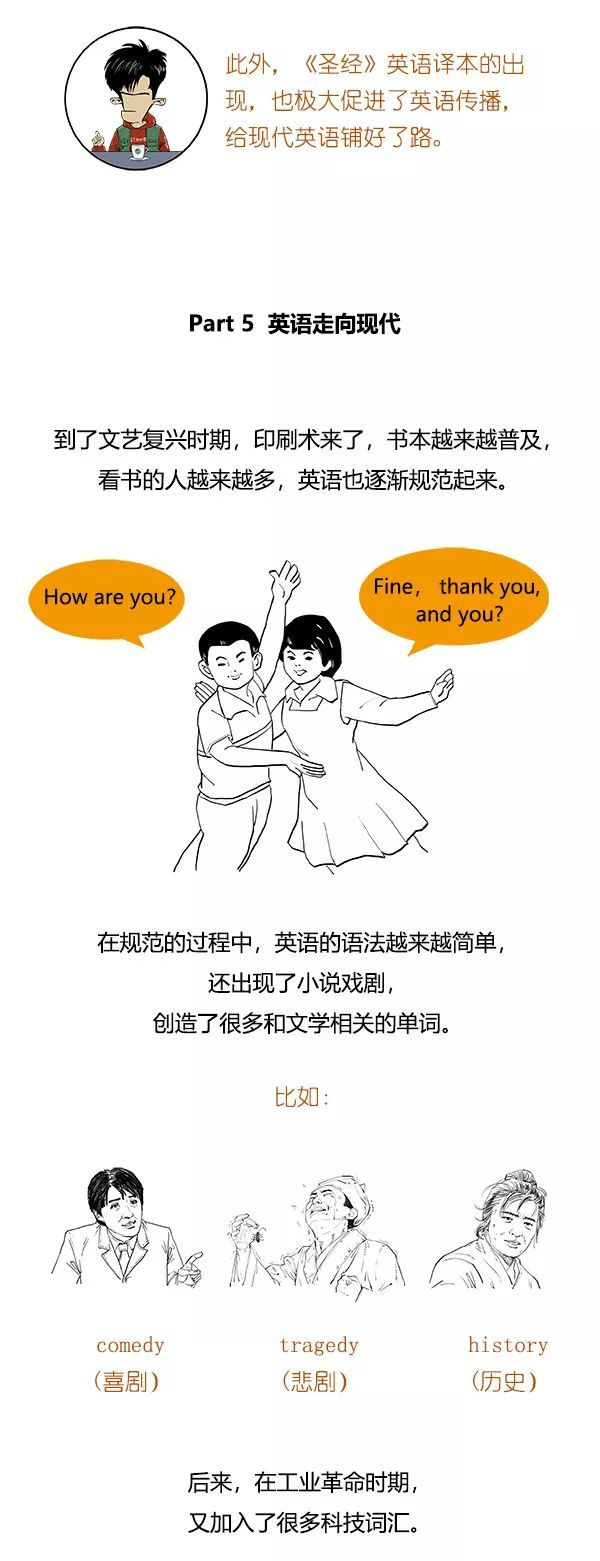 此外，《圣经》英语译本的出
现，也极大促进了英语传播，
给现代英语铺好了路。
Part 5 英语走向现代
到了文艺复兴时期，印刷术来了，书本越来越普及，
看书的人越来越多，英语也逐渐规范起来。
How are you?
Fine， thank you,
and you?
在规范的过程中，英语的语法越来越简单，
还出现了小说戏剧，
创造了很多和文学相关的单词。
比如：
comedy tragedy history
（喜剧） （悲剧） （历史）
后来，在工业革命时期，
又加入了很多科技词汇。